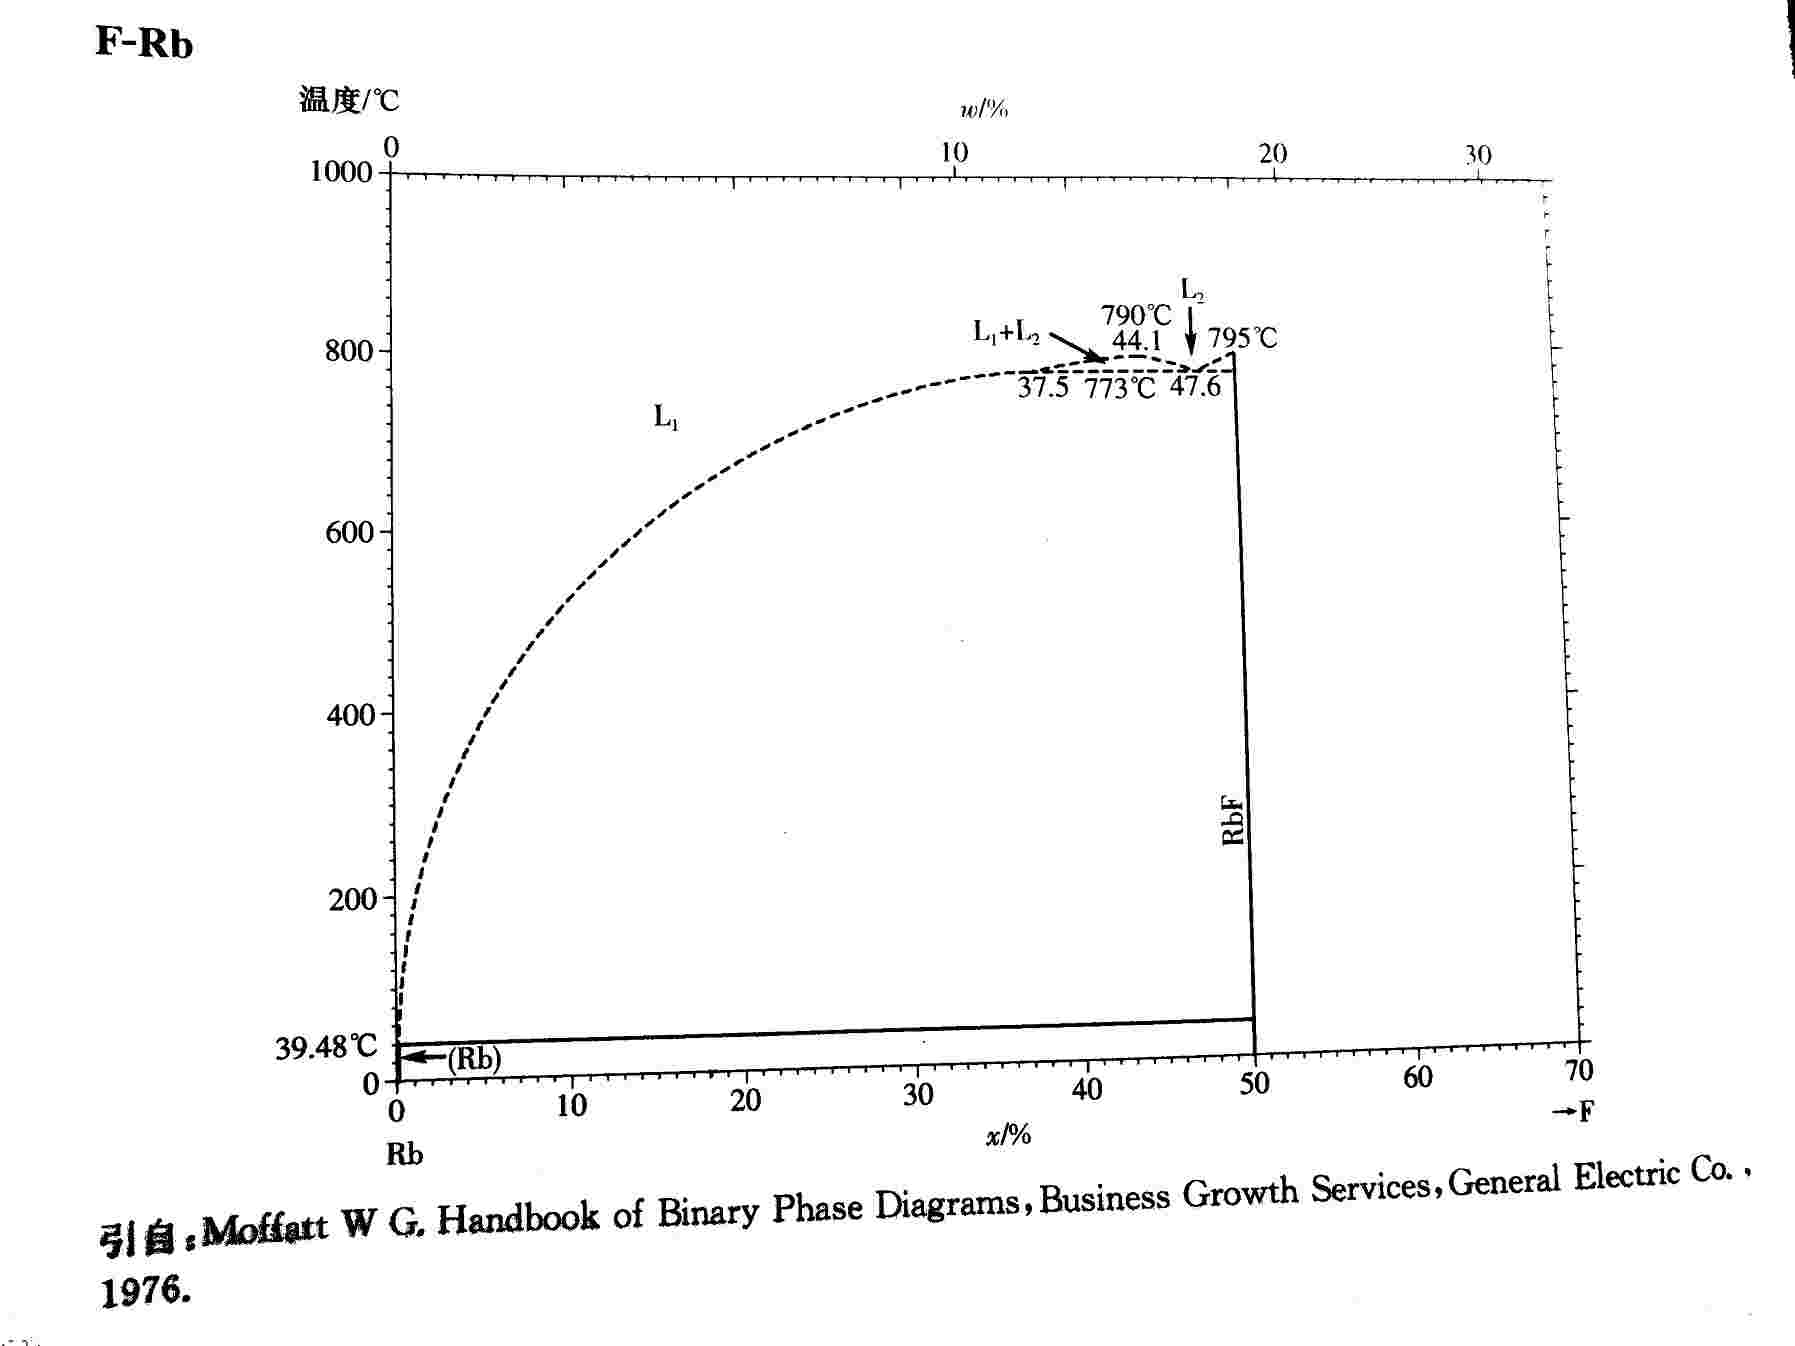 F-Rb
温度/℃
w/%
0 10 20 30
1000
800
600
400
200
0
L₂
790℃
L₁+L₂ 44.1 795℃
37.5 773℃ 47.6
L₁
RbF
39.48℃
(Rb)
0 10 20 30 40 50 60 70
Rb x/% →F
引自:Moffatt W G. Handbook of Binary Phase Diagrams, Business Growth Services, General Electric Co.,
1976.